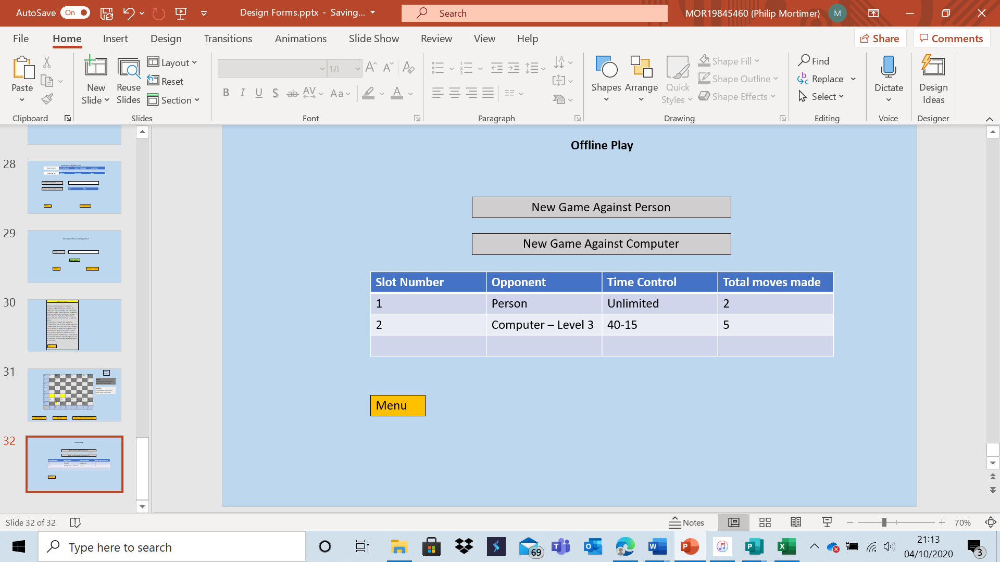 AutoSave On Design Forms.pptx - Saving... Search MOR19845460 (Philip Mortimer) M
File Home Insert Design Transitions Animations Slide Show Review View Help Share Comments
Paste
New Slide
Reuse Slides
Layout
Reset
Section
18
B I U S ab AV Aa A
Shapes
Arrange
Quick Styles
Shape Fill
Shape Outline
Shape Effects
Find
Replace
Select
Dictate
Design Ideas
Clipboard Slides Font Paragraph Drawing Editing Voice Designer
28
29
30
31
32
Offline Play
New Game Against Person
New Game Against Computer
Slot Number Opponent Time Control Total moves made
1 Person Unlimited 2
2 Computer – Level 3 40-15 5
Menu
Slide 32 of 32 Notes 70%
Type here to search 69 21:13
04/10/2020 3